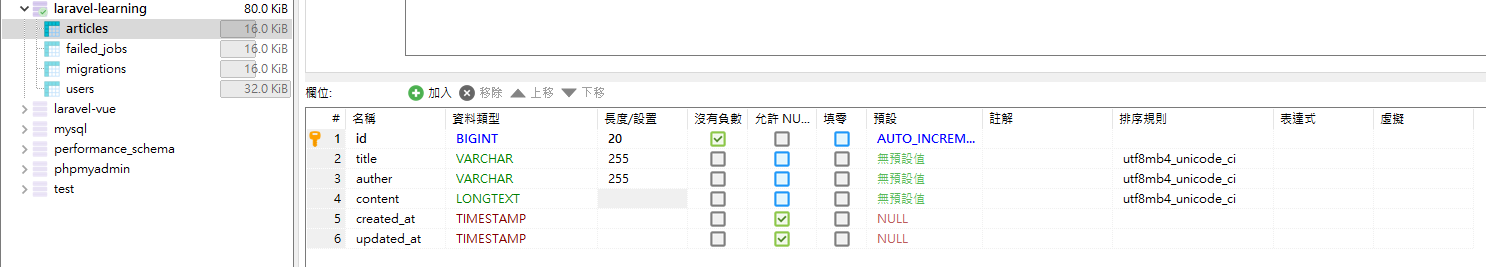 laravel-learning 80.0 KiB
articles 16.0 KiB
failed_jobs 16.0 KiB
migrations 16.0 KiB
users 32.0 KiB
laravel-vue
mysql
performance_schema
phpmyadmin
test
欄位: 加入 移除 上移 下移
# 名稱 資料類型 長度/設置 沒有負數 允許 NU... 填零 預設 註解 排序規則 表達式 虛擬
1 id BIGINT 20 AUTO_INCREM...
2 title VARCHAR 255 無預設值 utf8mb4_unicode_ci
3 auther VARCHAR 255 無預設值 utf8mb4_unicode_ci
4 content LONGTEXT 無預設值 utf8mb4_unicode_ci
5 created_at TIMESTAMP NULL
6 updated_at TIMESTAMP NULL